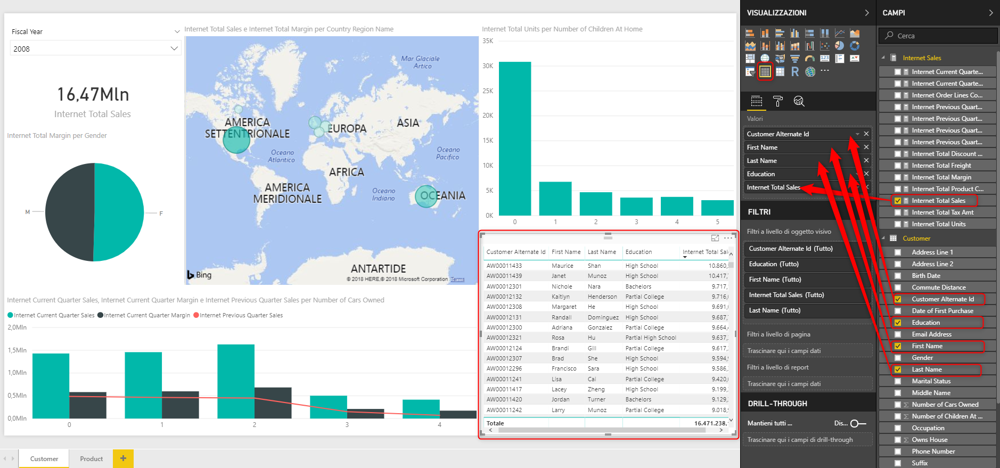 Fiscal Year
2008
16,47Mln
Internet Total Sales
Internet Total Margin per Gender
M
F
Internet Total Sales e Internet Total Margin per Country Region Name
Mar Glaciale
Artico
AMERICA
SETTENTRIONALE
EUROPA
ASIA
Oceano
Atlantico
Oceano
Pacifico
AFRICA
AMERICA
MERIDIONALE
Oceano
Indiano
OCEANIA
ANTARTIDE
Bing
© 2018 HERE,© 2018 Microsoft Corporation Terms
Internet Total Units per Number of Children At Home
35K
30K
25K
20K
15K
10K
5K
0K
0 1 2 3 4 5
Internet Current Quarter Sales, Internet Current Quarter Margin e Internet Previous Quarter Sales per Number of Cars Owned
Internet Current Quarter Sales Internet Current Quarter Margin Internet Previous Quarter Sales
2,0Mln
1,5Mln
1,0Mln
0,5Mln
0,0Mln
0 1 2 3 4
Customer Alternate Id First Name Last Name Education Internet Total Sal
AW00011433 Maurice Shan High School 10.860,
AW00011439 Janet Munoz High School 10.417,
AW00012301 Nichole Nara Bachelors 9.717,
AW00012132 Kaitlyn Henderson Partial College 9.716,
AW00012308 Margaret He High School 9.691,
AW00012131 Randall Dominguez High School 9.687,
AW00012300 Adriana Gonzalez Partial College 9.664,
AW00012321 Rosa Hu Partial High School 9.637,
AW00012124 Brandi Gill Partial College 9.617,
AW00012307 Brad She High School 9.594,
AW00012296 Francisco Sara High School 9.586,
AW00011241 Lisa Cai Partial College 9.420,
AW00011417 Lacey Zheng High School 9.199,
AW00011420 Jordan Turner Bachelors 9.129,
AW00011242 Larry Munoz Partial College 9.018,
Totale 16.471.238,
Customer Product +
VISUALIZZAZIONI
123
R
Valori
Customer Alternate Id
First Name
Last Name
Education
Internet Total Sales
FILTRI
Filtri a livello di oggetto visivo
Customer Alternate Id (Tutto)
Education (Tutto)
First Name (Tutto)
Internet Total Sales (Tutto)
Last Name (Tutto)
Filtri a livello di pagina
Trascinare qui i campi dati
Filtri a livello di report
Trascinare qui i campi dati
DRILL-THROUGH
Mantieni tutti ... Dis...
Trascinare qui i campi di drill-through
CAMPI
Cerca
Internet Sales
Internet Current Quarte...
Internet Current Quarte...
Internet Order Lines Co...
Internet Previous Quart...
Internet Previous Quart...
Internet Previous Quart...
Internet Previous Quart...
Internet Total Discount ...
Internet Total Freight
Internet Total Margin
Internet Total Product C...
Internet Total Sales
Internet Total Tax Amt
Internet Total Units
Customer
Address Line 1
Address Line 2
Birth Date
Commute Distance
Customer Alternate Id
Date of First Purchase
Education
Email Address
First Name
Gender
Last Name
Marital Status
Middle Name
Number of Cars Owned
Number of Children At ...
Occupation
Owns House
Phone Number
Suffix